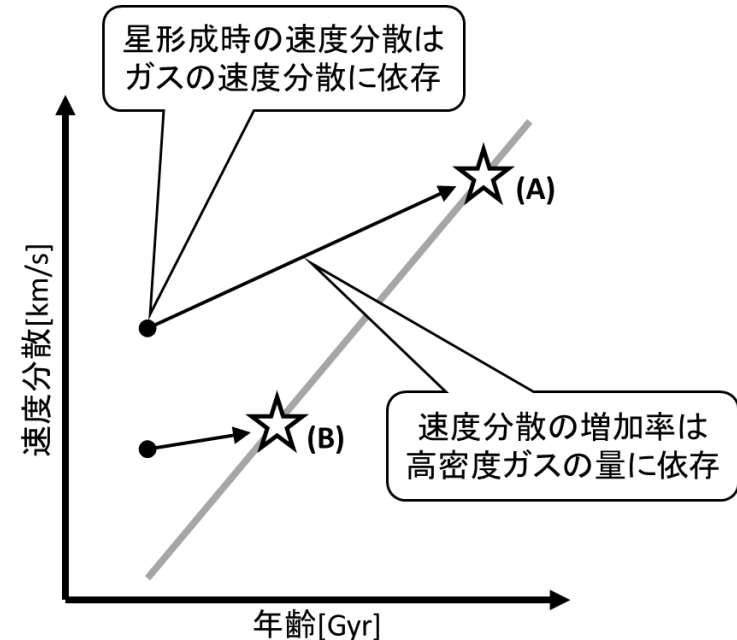 星形成時の速度分散は
ガスの速度分散に依存
(A)
速度分散[km/s]
(B)
速度分散の増加率は
高密度ガスの量に依存
年齢[Gyr]